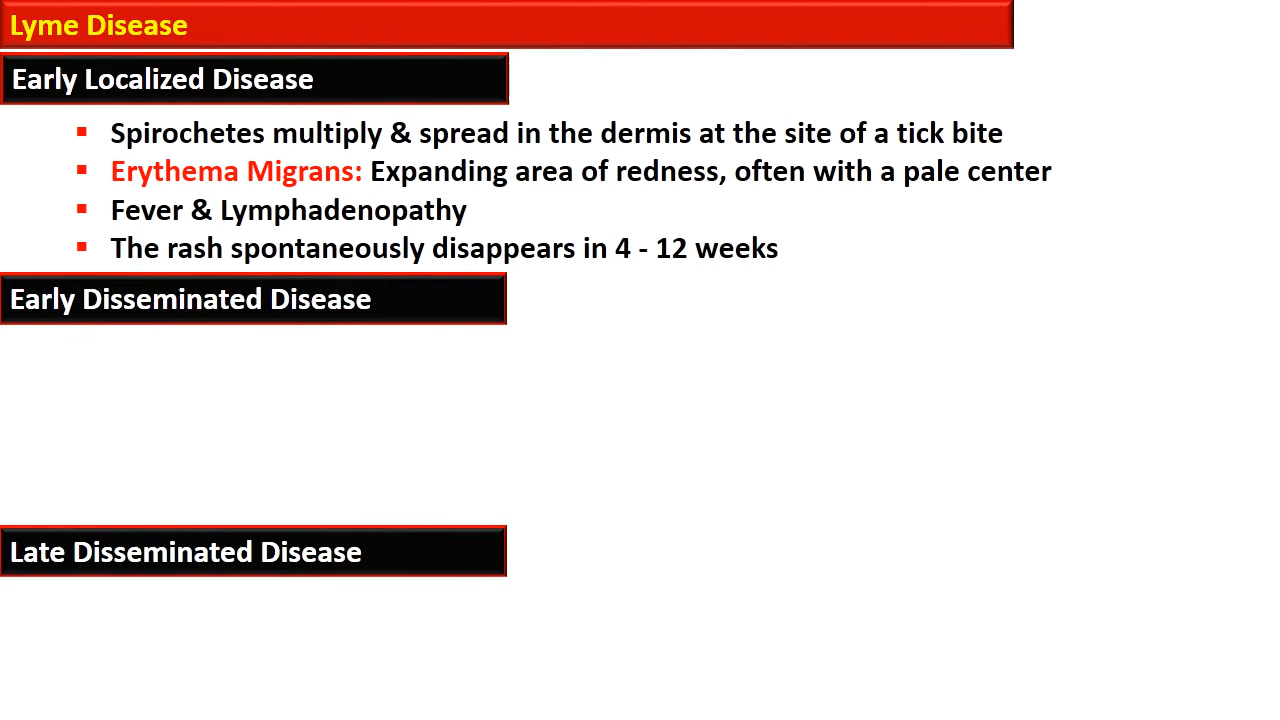 Lyme Disease
Early Localized Disease
▪ Spirochetes multiply & spread in the dermis at the site of a tick bite
▪ Erythema Migrans: Expanding area of redness, often with a pale center
▪ Fever & Lymphadenopathy
▪ The rash spontaneously disappears in 4 - 12 weeks
Early Disseminated Disease
Late Disseminated Disease